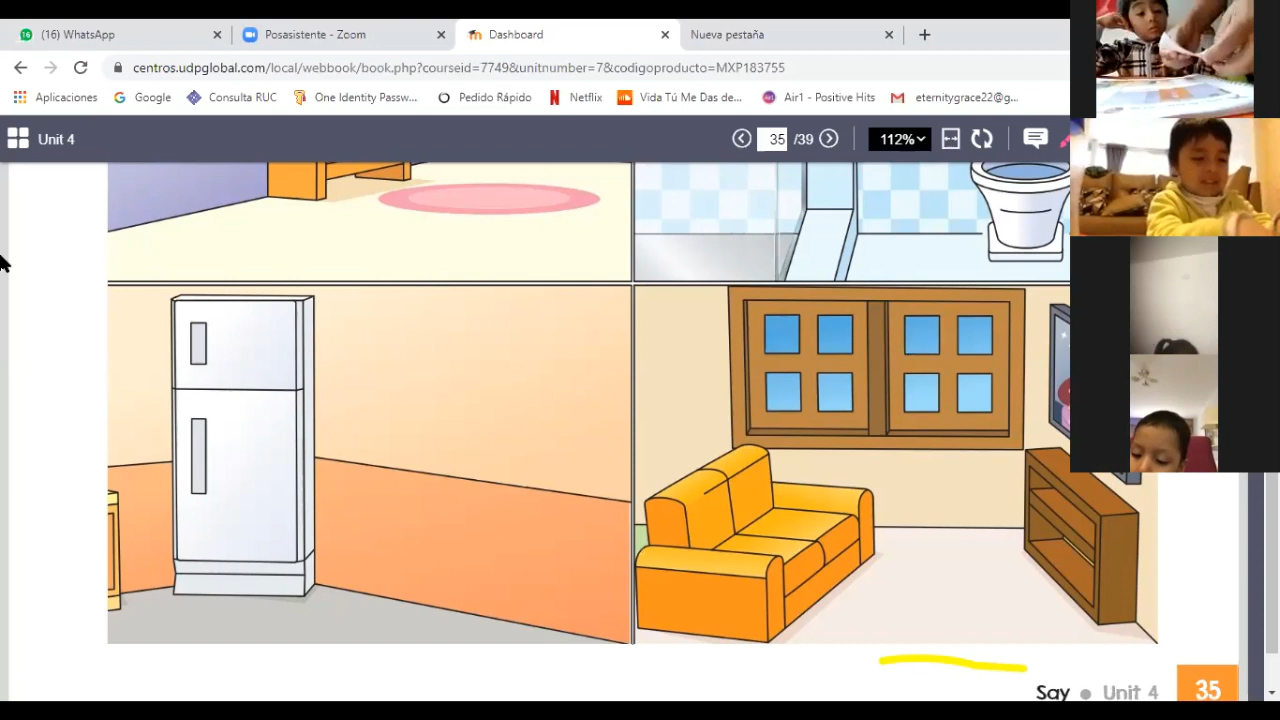 (16) WhatsApp
Posasistente - Zoom
Dashboard
Nueva pestaña
centros.udpglobal.com/local/webbook/book.php?courseid=7749&unitnumber=7&codigoproducto=MXP183755
Aplicaciones
Google
Consulta RUC
One Identity Passw...
Pedido Rápido
Netflix
Vida Tú Me Das de...
Air1 - Positive Hits
eternitygrace22@g...
Unit 4
35 /39
112%
Say ● Unit 4 35